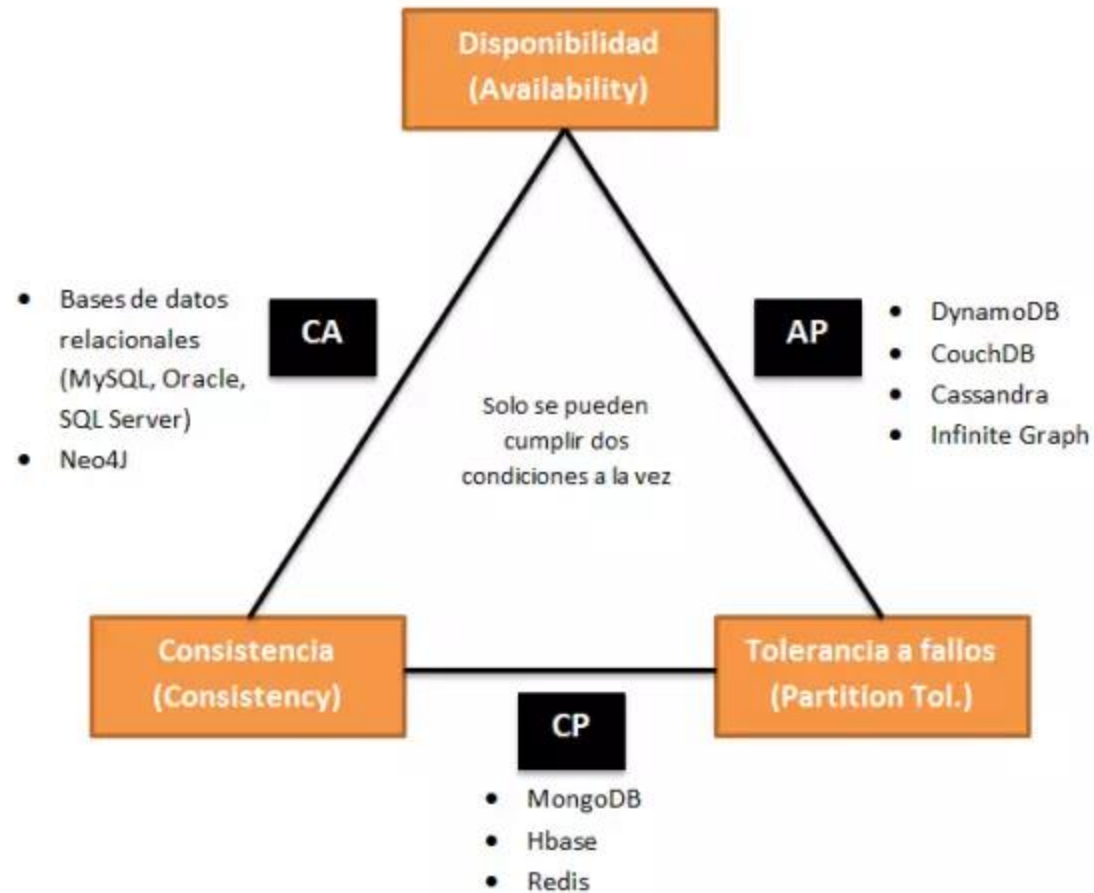 Disponibilidad
(Availability)
• Bases de datos
relacionales
(MySQL, Oracle,
SQL Server)
• Neo4J
CA
AP
• DynamoDB
• CouchDB
• Cassandra
• Infinite Graph
Solo se pueden
cumplir dos
condiciones a la vez
Consistencia
(Consistency)
Tolerancia a fallos
(Partition Tol.)
CP
• MongoDB
• Hbase
• Redis